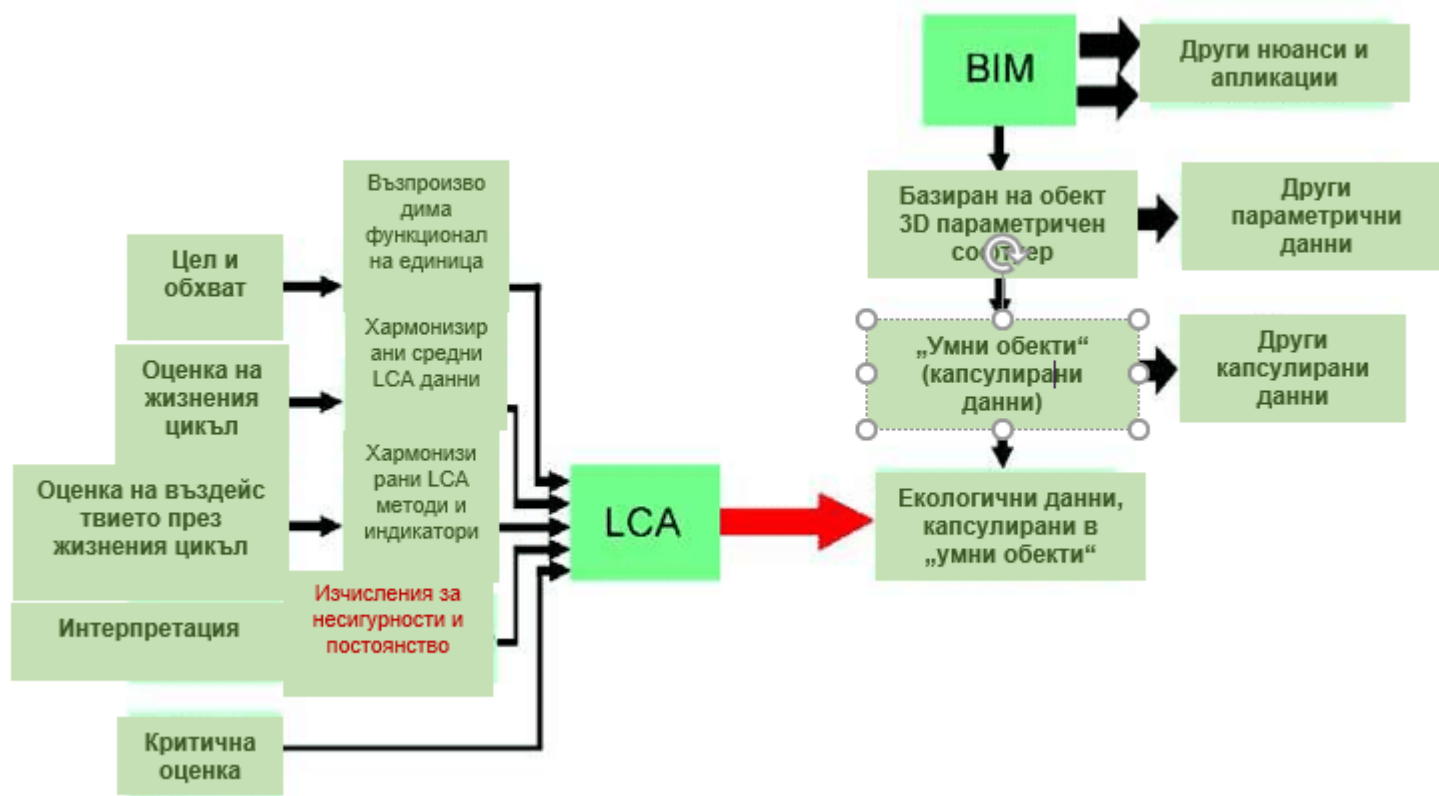 BIM
Други нюанси и
апликации
Базиран на обект
3D параметричен
софтуер
Други
параметрични
данни
„Умни обекти“
(капсулирани
данни)
Други
капсулирани
данни
Екологични данни,
капсулирани в
„умни обекти“
LCA
Цел и
обхват
Възпроизво
дима
функционал
на единица
Оценка на
жизнения
цикъл
Хармонизир
ани средни
LCA данни
Оценка на въздейс
твието през
жизнения цикъл
Хармонизи
рани LCA
методи и
индикатори
Интерпретация
Изчисления за
несигурности и
постоянство
Критична
оценка